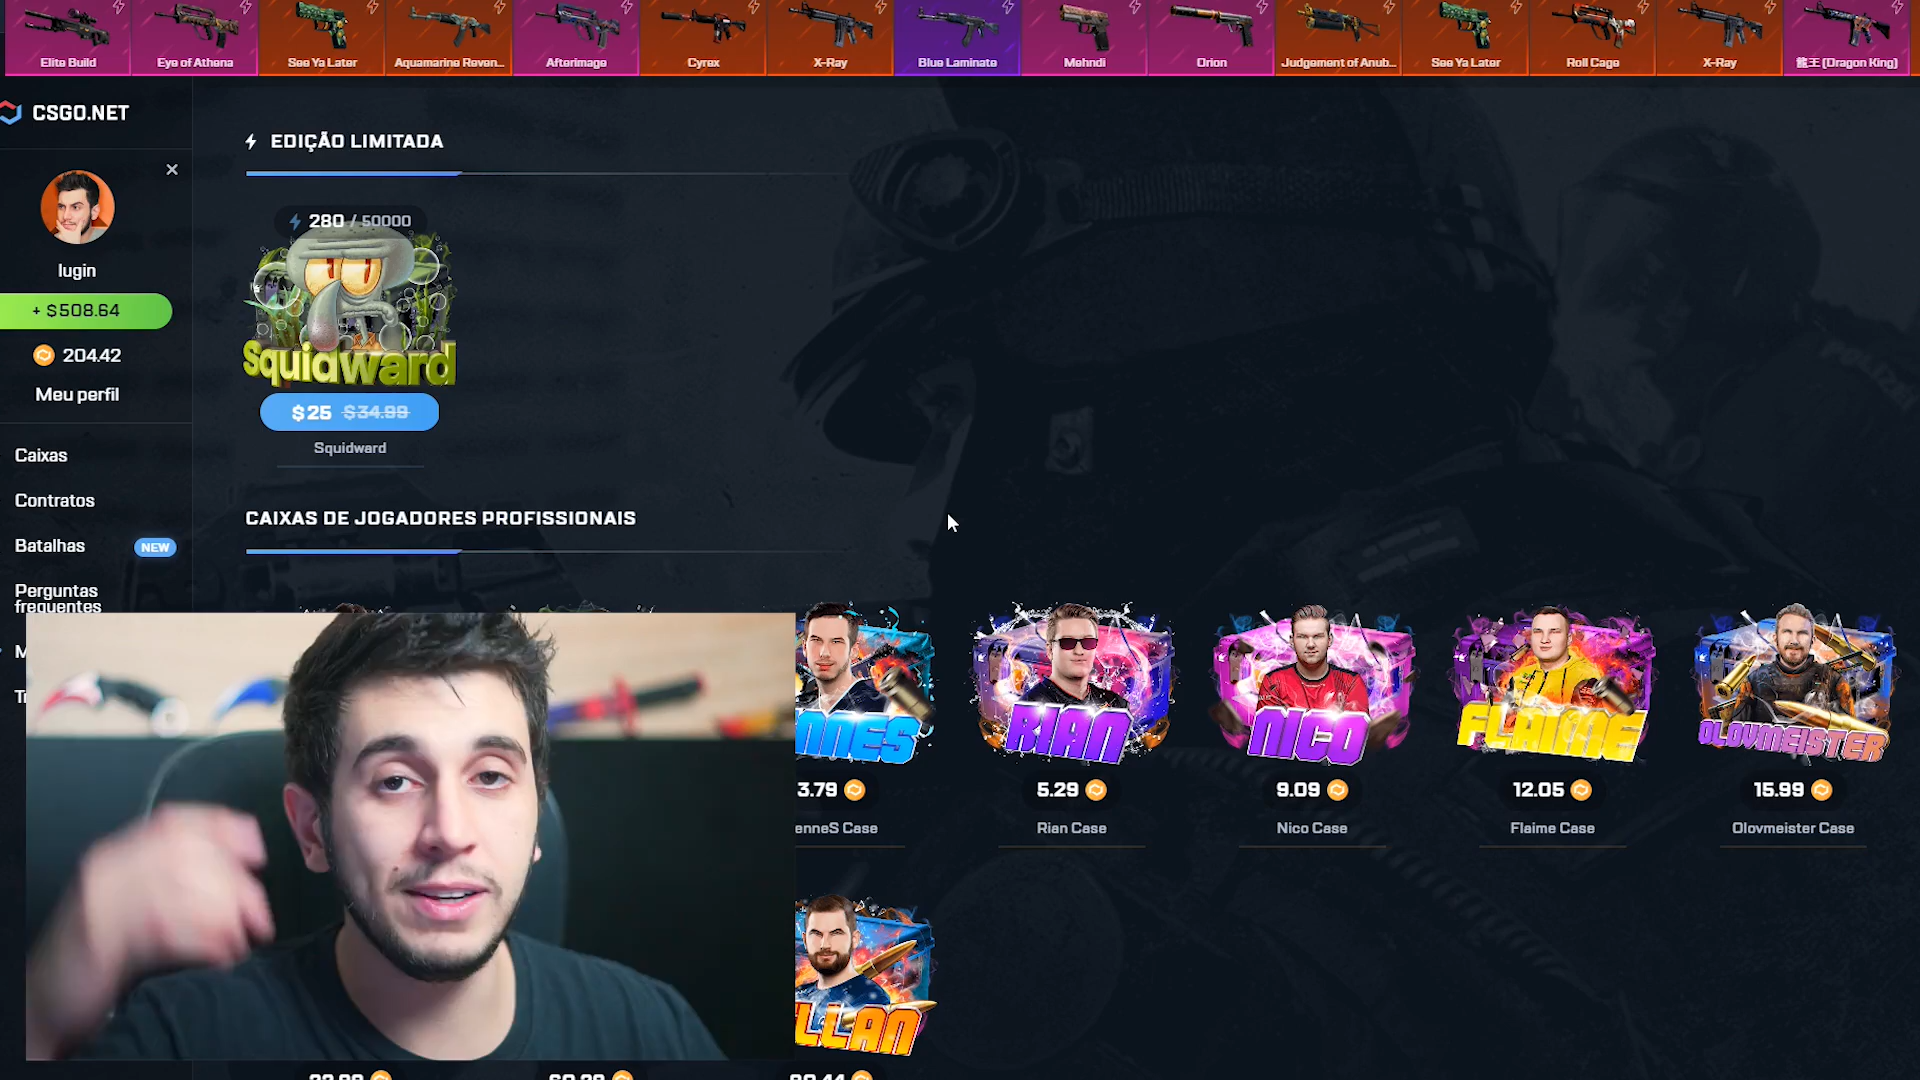 Elite Build
Eye of Athena
See Ya Later
Aquamarine Reven...
Afterimage
Cyrex
X-Ray
Blue Laminate
Mehndi
Orion
Judgement of Anub...
See Ya Later
Roll Cage
X-Ray
龍王 (Dragon King)
CSGO.NET
lugin
+ $508.64
204.42
Meu perfil
Caixas
Contratos
Batalhas NEW
Perguntas
frequentes
EDIÇÃO LIMITADA
280 / 50000
Squidward
$25 $34.99
Squidward
CAIXAS DE JOGADORES PROFISSIONAIS
RIAN
NICO
FLAIME
OLOVMEISTER
3.79
5.29
9.09
12.05
15.99
enneS Case
Rian Case
Nico Case
Flaime Case
Olovmeister Case
LLAN